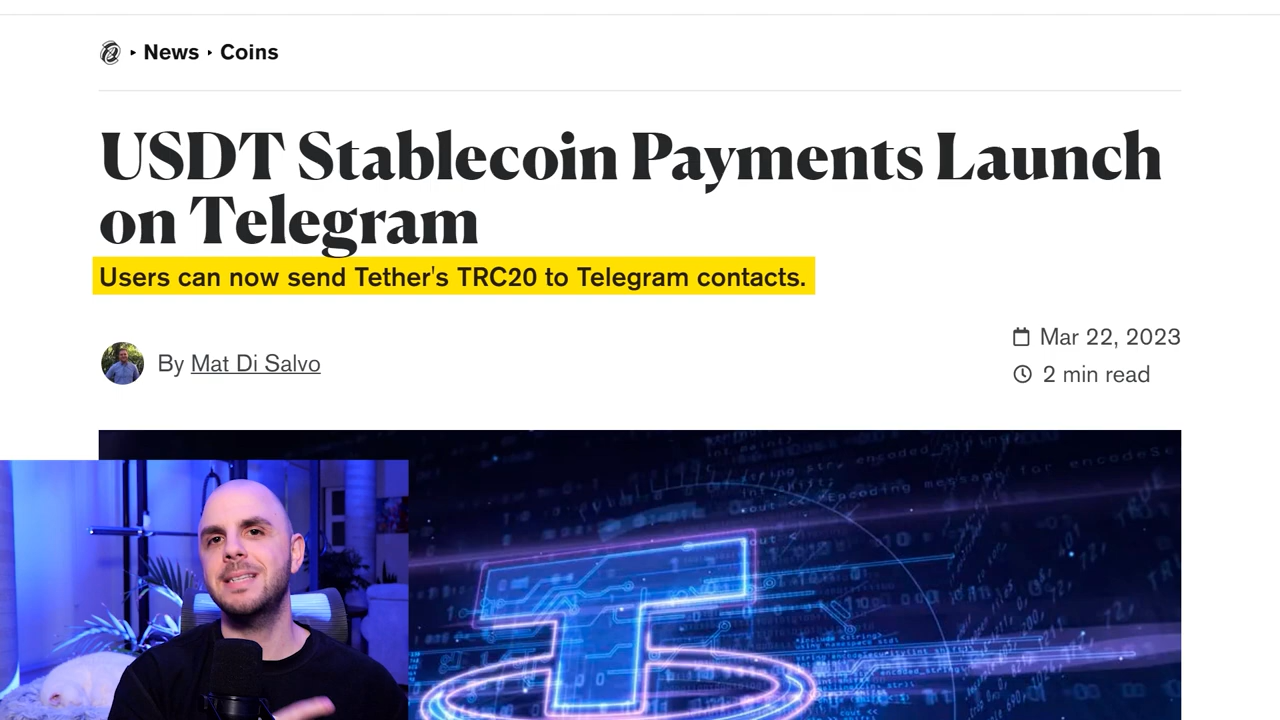 News ‣ Coins
USDT Stablecoin Payments Launch
on Telegram
Users can now send Tether's TRC20 to Telegram contacts.
By Mat Di Salvo
Mar 22, 2023
2 min read